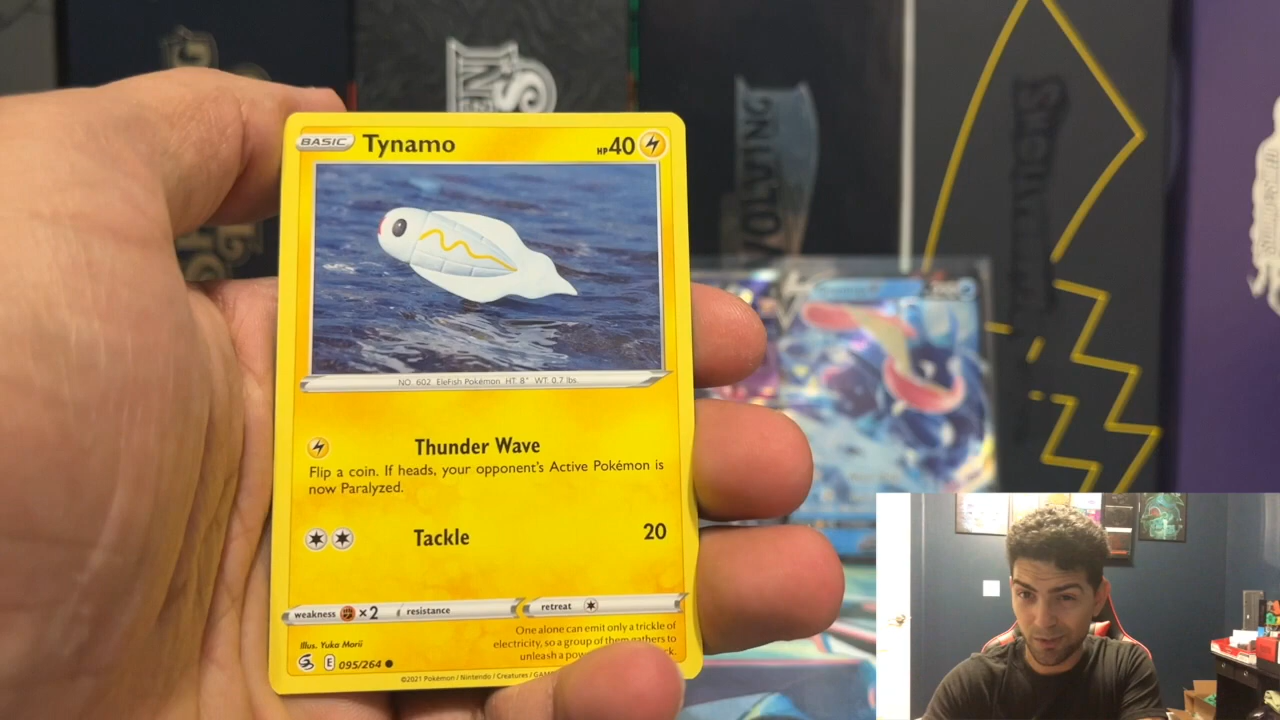 BASIC Tynamo HP40
NO. 602 EleFish Pokémon HT: 8" WT: 0.7 lbs.
Thunder Wave
Flip a coin. If heads, your opponent's Active Pokémon is
now Paralyzed.
Tackle 20
weakness ×2 resistance retreat
One alone can emit only a trickle of
electricity, so a group of them gathers to
unleash a
Illus. Yuka Morii
E 095/264
©2021 Pokémon / Nintendo / Creatures /
VOLVING